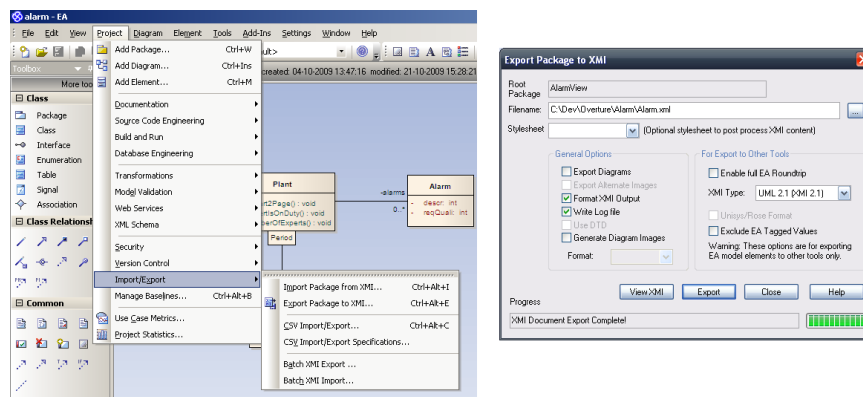 alarm - EA
File Edit View Project Diagram Element Tools Add-Ins Settings Window Help
Toolbox
created: 04-10-2009 13:47:16 modified: 21-10-2009 15:28:21
More too
Class
Package
Class
Interface
Enumeration
Table
Signal
Association
Class Relationsh
Common
Add Package... Ctrl+W
Add Diagram... Ctrl+Ins
Add Element... Ctrl+M
Documentation
Source Code Engineering
Build and Run
Database Engineering
Transformations
Model Validation
Web Services
XML Schema
Security
Version Control
Import/Export
Manage Baselines... Ctrl+Alt+B
Use Case Metrics...
Project Statistics...
Plant
rt2Page() : void
rtIsOnDuty() : void
berOfExperts() : void
Period
-alarms
0..*
Alarm
- descr: int
- reqQuali: int
Import Package from XMI... Ctrl+Alt+I
Export Package to XMI... Ctrl+Alt+E
CSV Import/Export... Ctrl+Alt+C
CSV Import/Export Specifications...
Batch XMI Export ...
Batch XMI Import...
Export Package to XMI
Root Package AlarmView
Filename: C:\Dev\Overture\Alarm\Alarm.xml ...
Stylesheet (Optional stylesheet to post process XMI content)
General Options
Export Diagrams
Export Alternate Images
Format XMI Output
Write Log file
Use DTD
Generate Diagram Images
Format:
For Export to Other Tools
Enable full EA Roundtrip
XMI Type: UML 2.1 (XMI 2.1)
Unisys/Rose Format
Exclude EA Tagged Values
Warning: These options are for exporting
EA model elements to other tools only.
View XMI Export Close Help
Progress
XMI Document Export Complete!